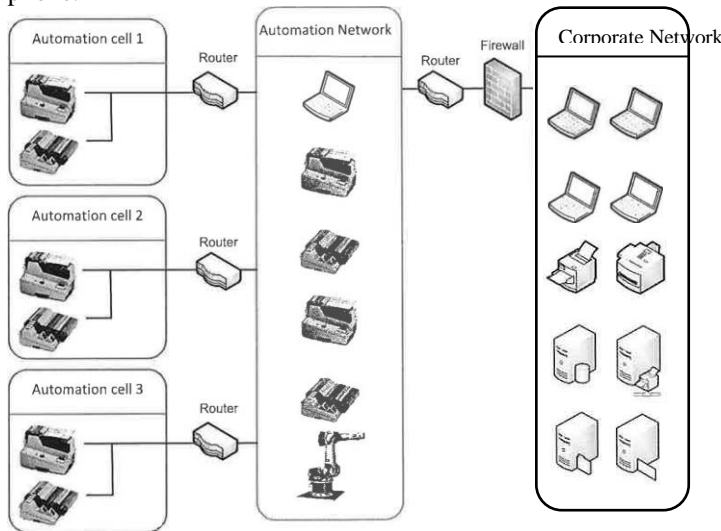 Automation cell 1
Router
Automation Network
Router
Firewall
Corporate Network
Automation cell 2
Router
Automation cell 3
Router